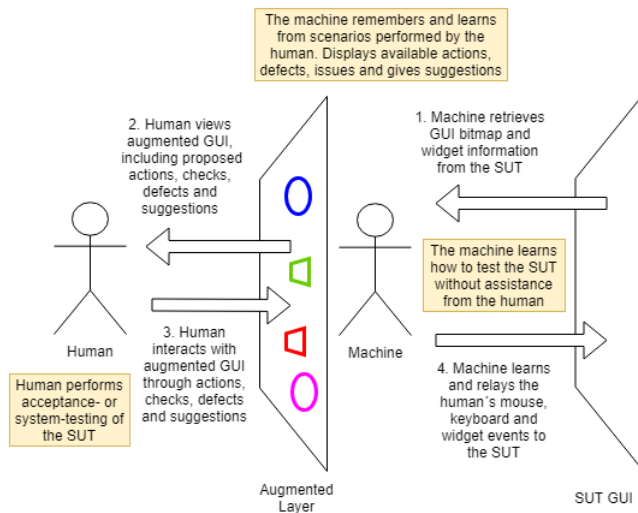 The machine remembers and learns
from scenarios performed by the
human. Displays available actions,
defects, issues and gives suggestions
2. Human views
augmented GUI,
including proposed
actions, checks,
defects and
suggestions
1. Machine retrieves
GUI bitmap and
widget information
from the SUT
The machine learns
how to test the SUT
without assistance
from the human
Human
3. Human
interacts with
augmented GUI
through actions,
checks, defects
and suggestions
Machine
4. Machine learns
and relays the
human´s mouse,
keyboard and
widget events to
the SUT
Human performs
acceptance- or
system-testing of
the SUT
Augmented
Layer
SUT GUI